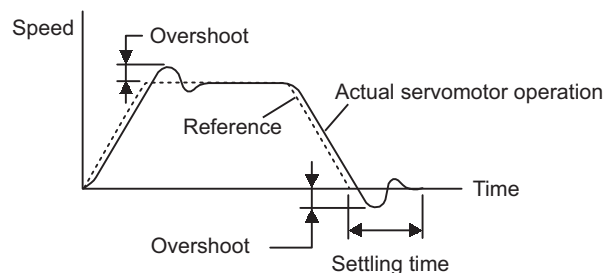 Speed
Overshoot
Actual servomotor operation
Reference
Time
Overshoot
Settling time